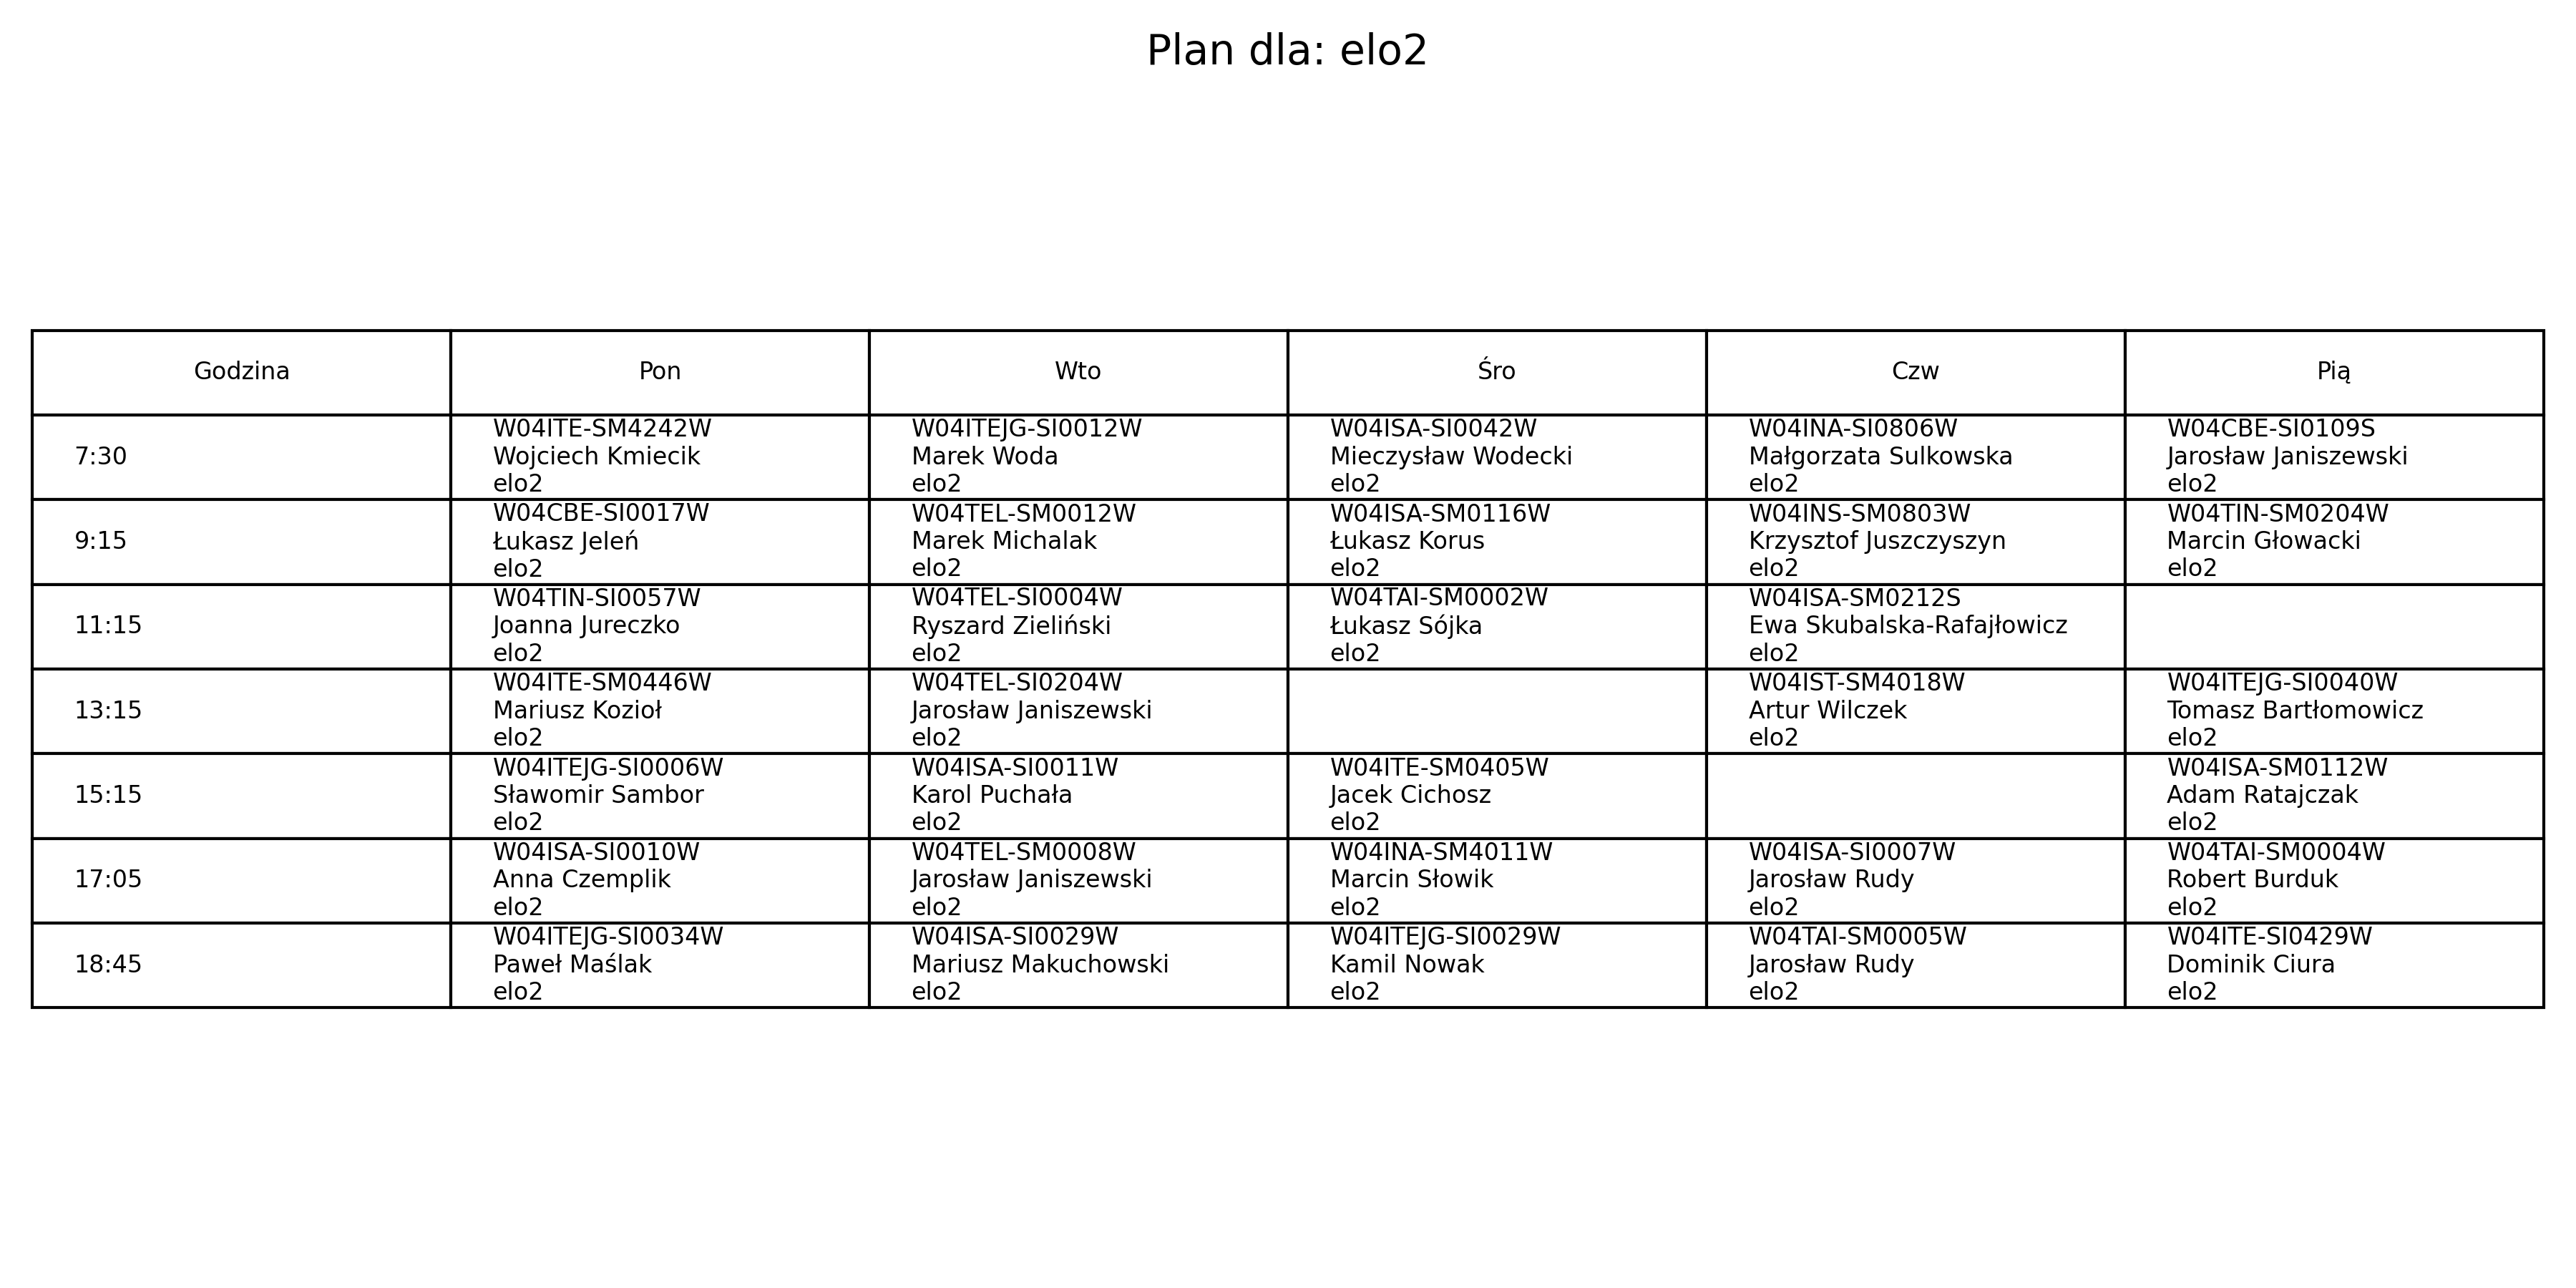 Plan dla: elo2
Godzina
Pon
Wto
Śro
Czw
Pią
7:30
W04ITE-SM4242W
Wojciech Kmiecik
elo2
W04ITEJG-SI0012W
Marek Woda
elo2
W04ISA-SI0042W
Mieczysław Wodecki
elo2
W04INA-SI0806W
Małgorzata Sulkowska
elo2
W04CBE-SI0109S
Jarosław Janiszewski
elo2
9:15
W04CBE-SI0017W
Łukasz Jeleń
elo2
W04TEL-SM0012W
Marek Michalak
elo2
W04ISA-SM0116W
Łukasz Korus
elo2
W04INS-SM0803W
Krzysztof Juszczyszyn
elo2
W04TIN-SM0204W
Marcin Głowacki
elo2
11:15
W04TIN-SI0057W
Joanna Jureczko
elo2
W04TEL-SI0004W
Ryszard Zieliński
elo2
W04TAI-SM0002W
Łukasz Sójka
elo2
W04ISA-SM0212S
Ewa Skubalska-Rafajłowicz
elo2
13:15
W04ITE-SM0446W
Mariusz Kozioł
elo2
W04TEL-SI0204W
Jarosław Janiszewski
elo2
W04IST-SM4018W
Artur Wilczek
elo2
W04ITEJG-SI0040W
Tomasz Bartłomowicz
elo2
15:15
W04ITEJG-SI0006W
Sławomir Sambor
elo2
W04ISA-SI0011W
Karol Puchała
elo2
W04ITE-SM0405W
Jacek Cichosz
elo2
W04ISA-SM0112W
Adam Ratajczak
elo2
17:05
W04ISA-SI0010W
Anna Czemplik
elo2
W04TEL-SM0008W
Jarosław Janiszewski
elo2
W04INA-SM4011W
Marcin Słowik
elo2
W04ISA-SI0007W
Jarosław Rudy
elo2
W04TAI-SM0004W
Robert Burduk
elo2
18:45
W04ITEJG-SI0034W
Paweł Maślak
elo2
W04ISA-SI0029W
Mariusz Makuchowski
elo2
W04ITEJG-SI0029W
Kamil Nowak
elo2
W04TAI-SM0005W
Jarosław Rudy
elo2
W04ITE-SI0429W
Dominik Ciura
elo2